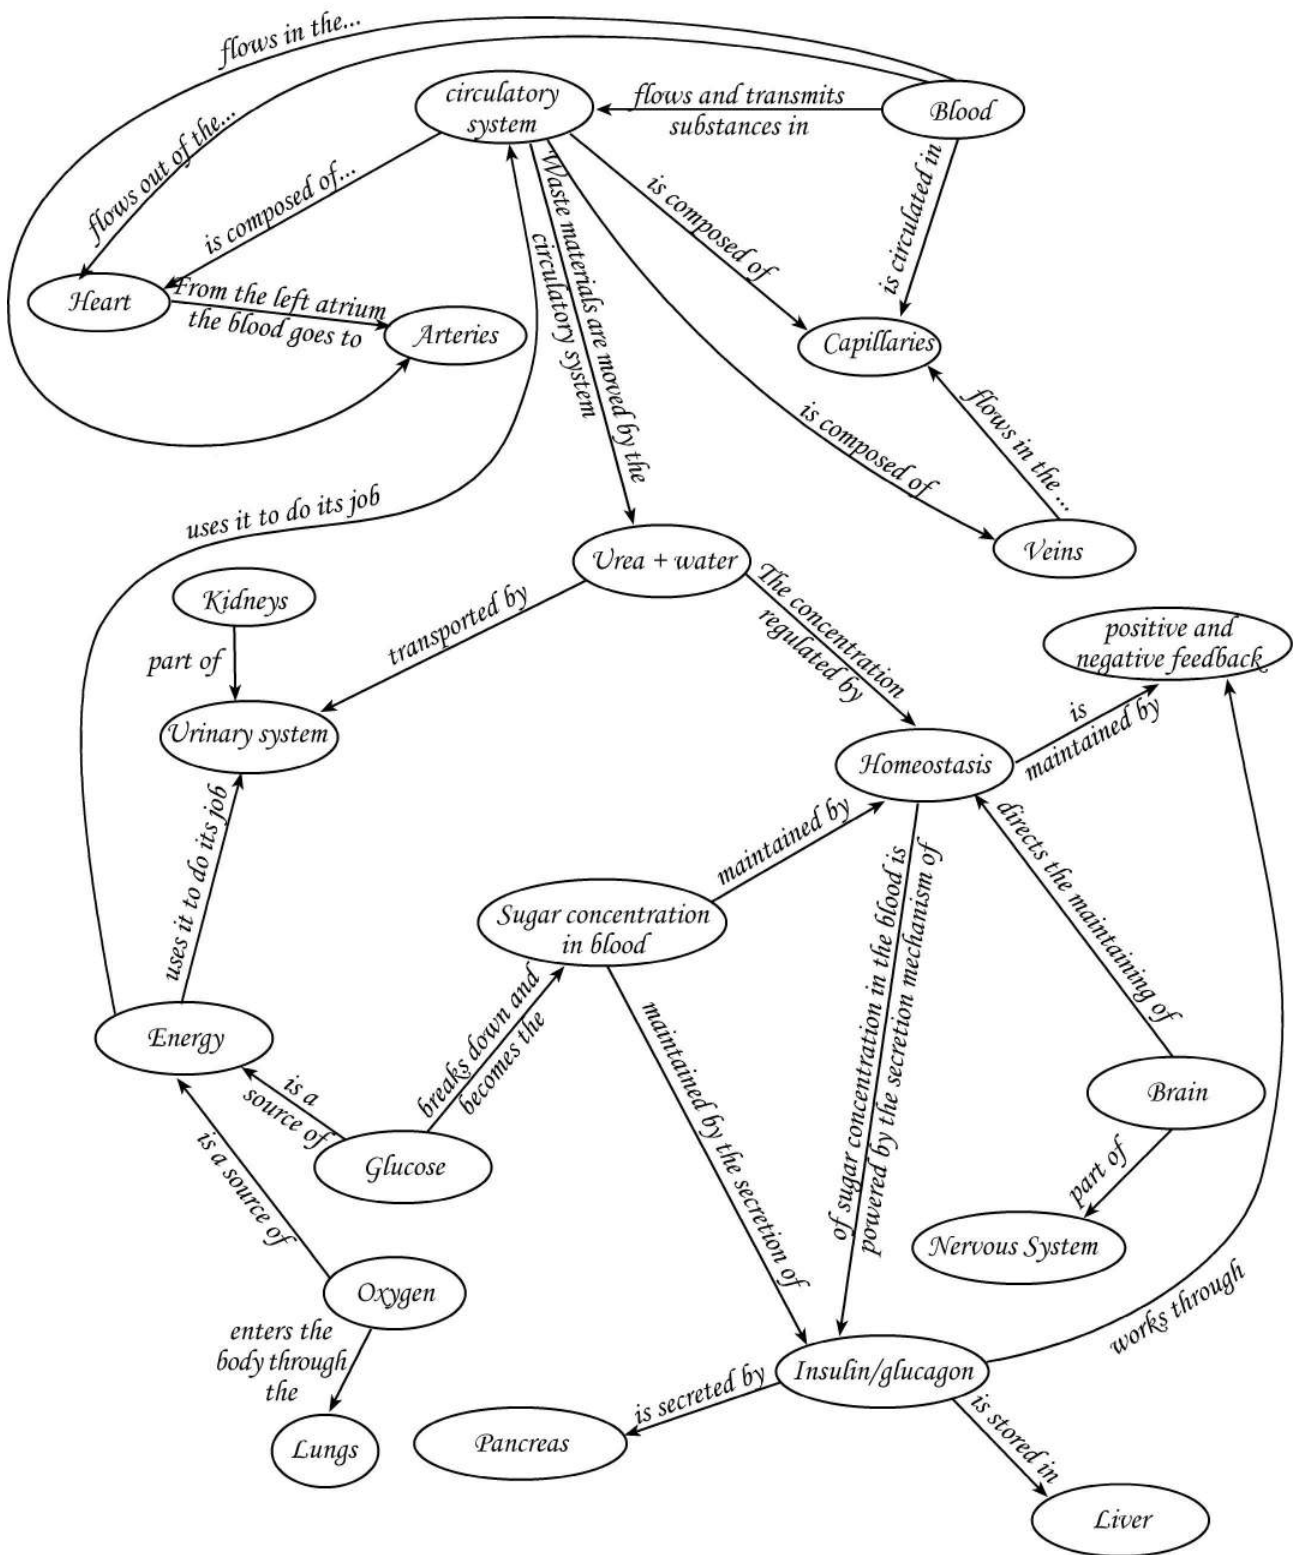 flows in the...
circulatory
system
flows and transmits
substances in
Blood
flows out of the...
is composed of...
Waste materials are moved by the
circulatory system
is composed of
is circulated in
Heart
From the left atrium
the blood goes to
Arteries
Capillaries
is composed of
flows in the...
uses it to do its job
Urea + water
Veins
Kidneys
transported by
The concentration
regulated by
positive and
negative feedback
part of
Urinary system
is
maintained by
Homeostasis
uses it to do its job
maintained by
directs the maintaining of
of sugar concentration in the blood is
powered by the secretion mechanism of
Sugar concentration
in blood
Energy
breaks down and
becomes the
maintained by the secretion of
is a
source of
Brain
is a source of
Glucose
part of
Nervous System
Oxygen
enters the
body through
the
works through
Insulin/glucagon
is secreted by
is stored in
Lungs
Pancreas
Liver